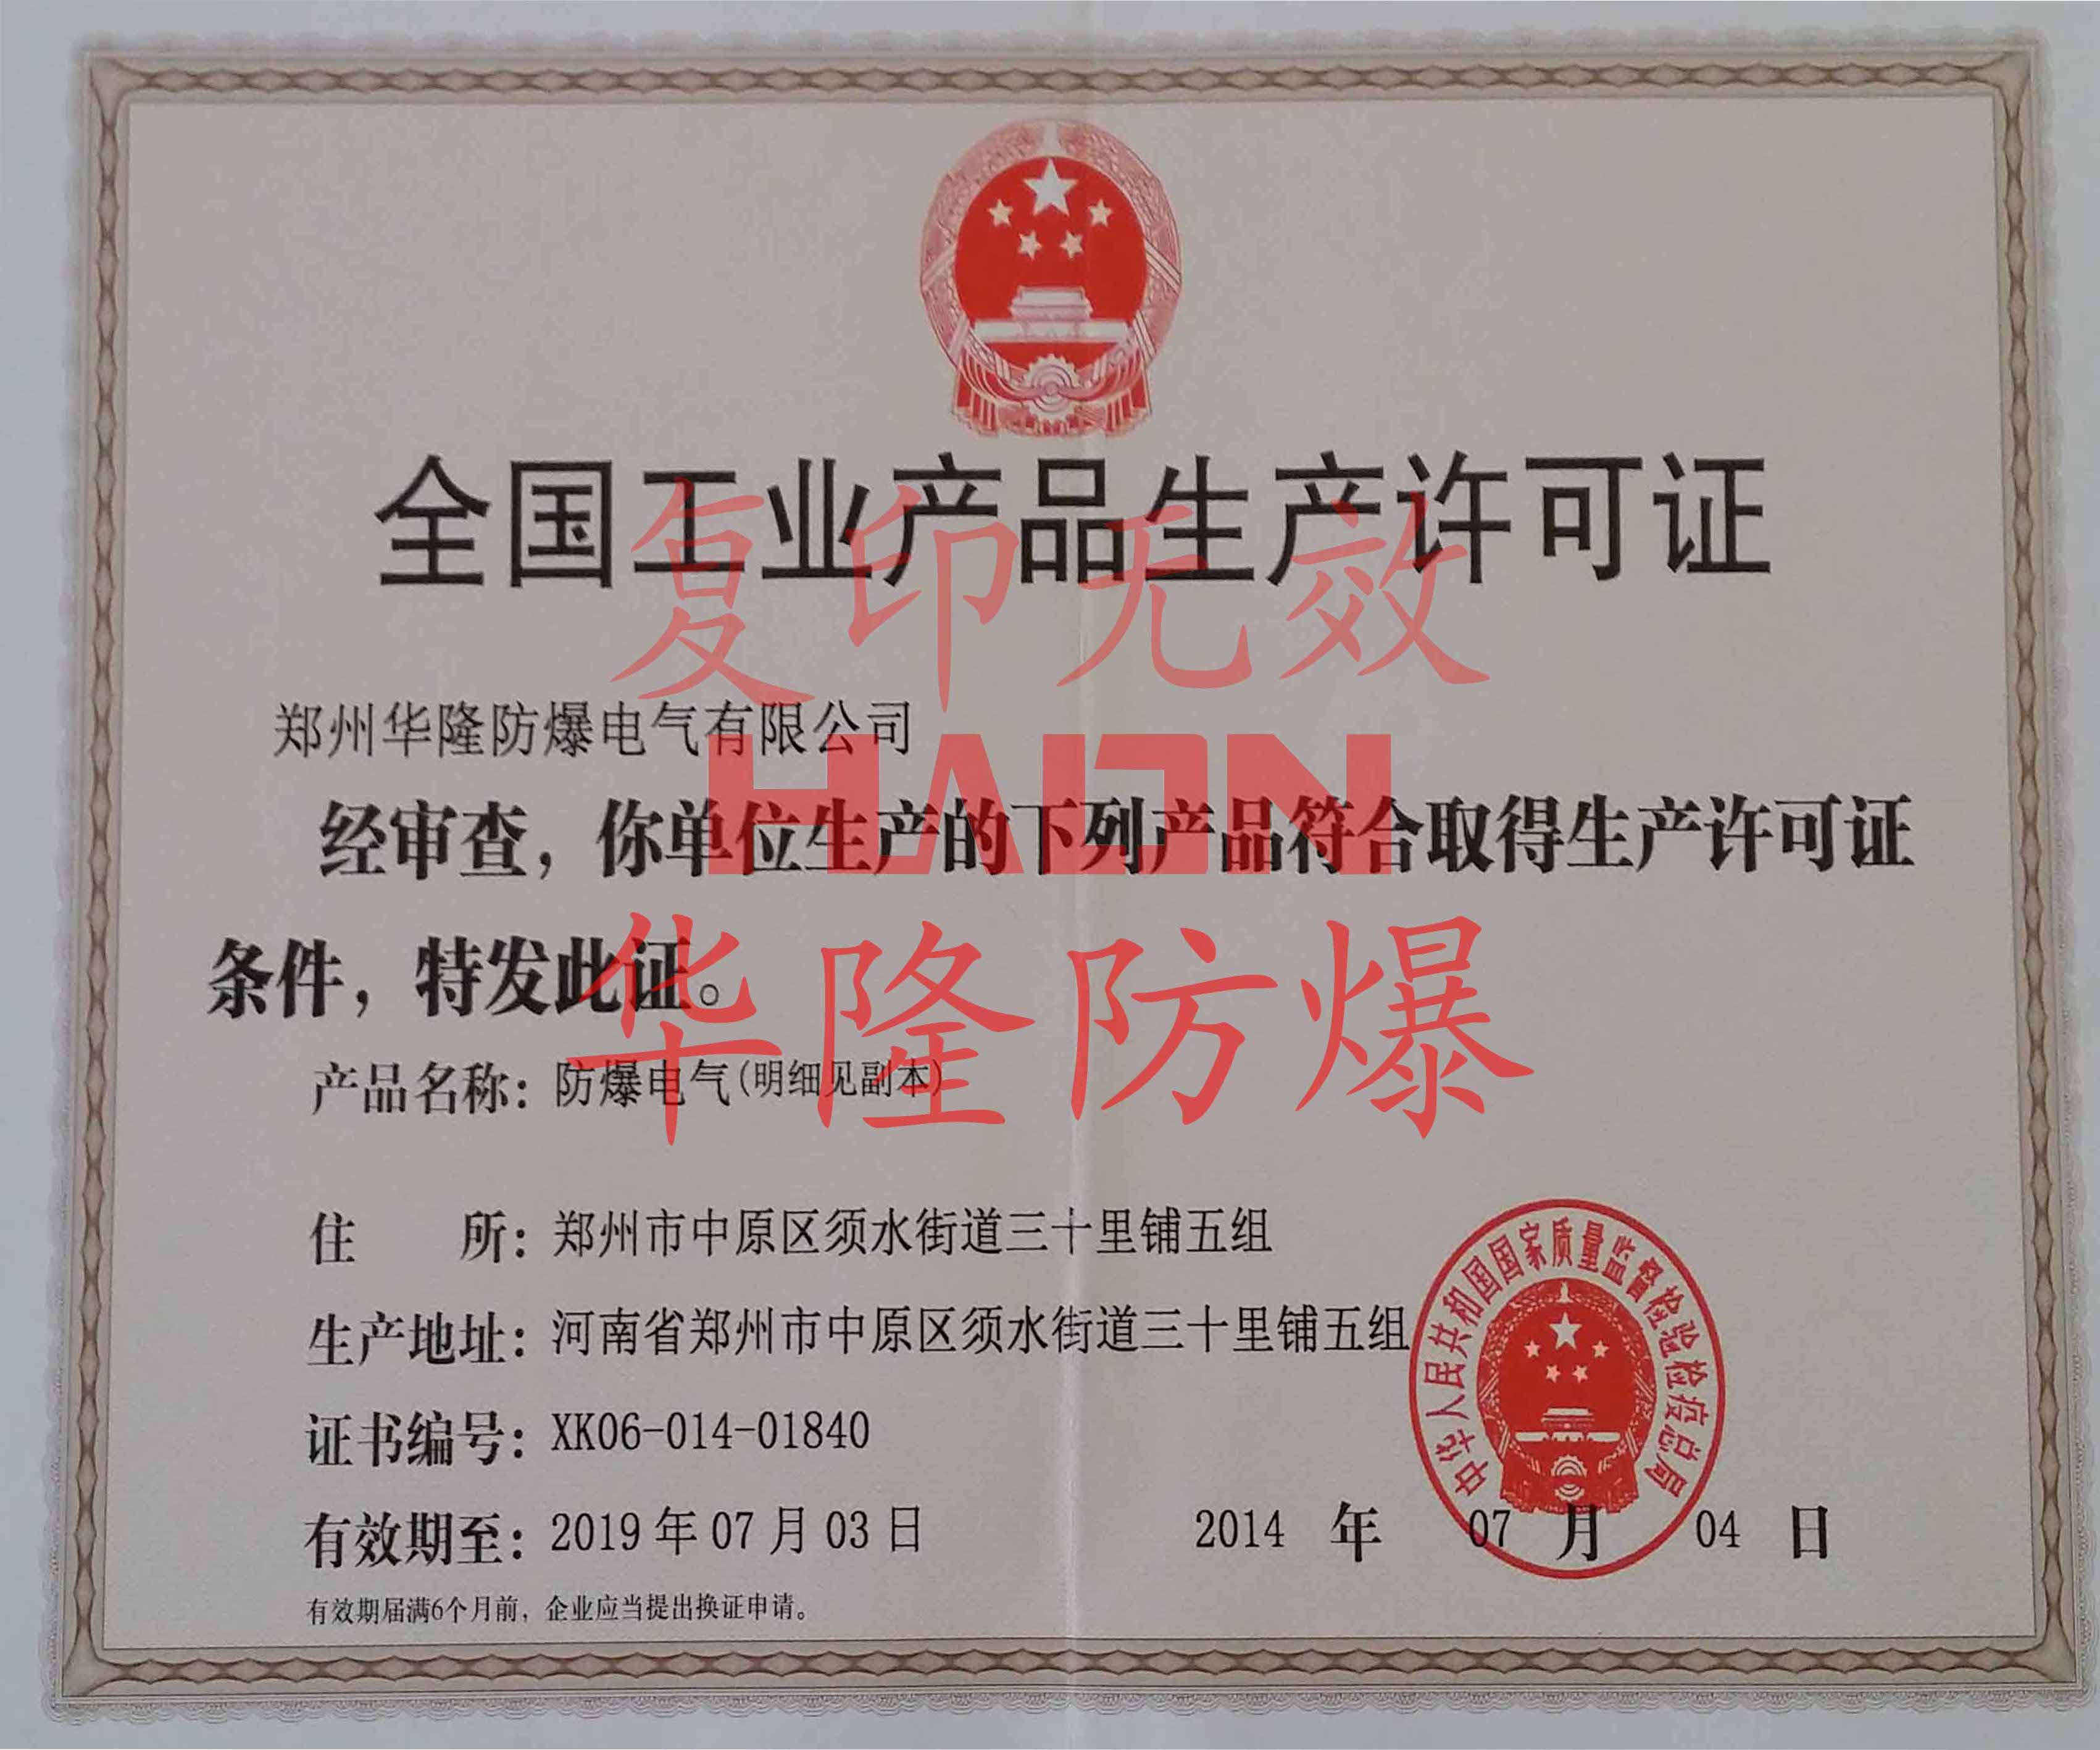 全国工业产品生产许可证
复印无效
郑州华隆防爆电气有限公司
经审查，你单位生产的下列产品符合取得生产许可证
条件，特发此证。
华隆防爆
产品名称：防爆电气(明细见副本)
住所：郑州市中原区须水街道三十里铺五组
生产地址：河南省郑州市中原区须水街道三十里铺五组
中华人民共和国国家质量监督检验检疫总局
证书编号：XK06-014-01840
有效期至：2019年07月03日
2014 年 07 月 04 日
有效期届满6个月前，企业应当提出换证申请。